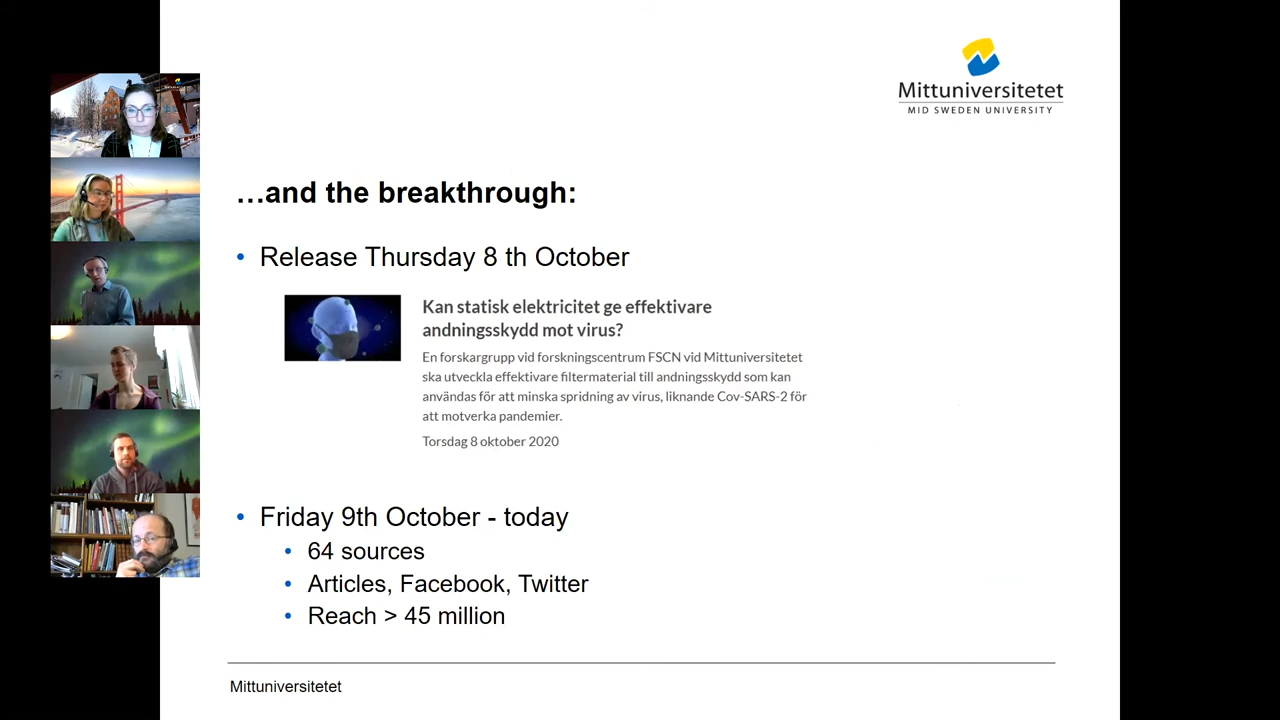 Mittuniversitetet
MID SWEDEN UNIVERSITY
…and the breakthrough:
• Release Thursday 8 th October
Kan statisk elektricitet ge effektivare
andningsskydd mot virus?
En forskargrupp vid forskningscentrum FSCN vid Mittuniversitetet
ska utveckla effektivare filtermaterial till andningsskydd som kan
användas för att minska spridning av virus, liknande Cov-SARS-2 för
att motverka pandemier.
Torsdag 8 oktober 2020
• Friday 9th October - today
• 64 sources
• Articles, Facebook, Twitter
• Reach > 45 million
Mittuniversitetet